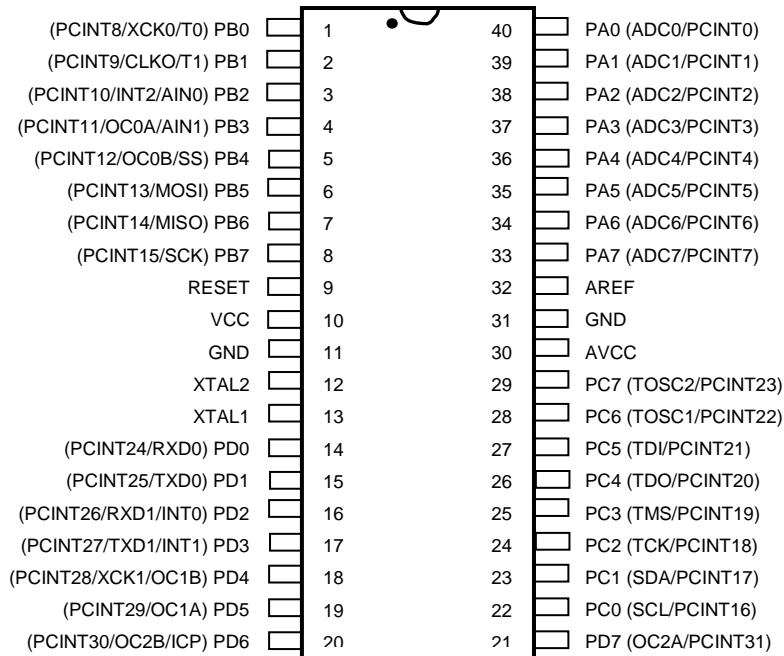 (PCINT8/XCK0/T0) PB0 1 40 PA0 (ADC0/PCINT0)
(PCINT9/CLKO/T1) PB1 2 39 PA1 (ADC1/PCINT1)
(PCINT10/INT2/AIN0) PB2 3 38 PA2 (ADC2/PCINT2)
(PCINT11/OC0A/AIN1) PB3 4 37 PA3 (ADC3/PCINT3)
(PCINT12/OC0B/SS) PB4 5 36 PA4 (ADC4/PCINT4)
(PCINT13/MOSI) PB5 6 35 PA5 (ADC5/PCINT5)
(PCINT14/MISO) PB6 7 34 PA6 (ADC6/PCINT6)
(PCINT15/SCK) PB7 8 33 PA7 (ADC7/PCINT7)
RESET 9 32 AREF
VCC 10 31 GND
GND 11 30 AVCC
XTAL2 12 29 PC7 (TOSC2/PCINT23)
XTAL1 13 28 PC6 (TOSC1/PCINT22)
(PCINT24/RXD0) PD0 14 27 PC5 (TDI/PCINT21)
(PCINT25/TXD0) PD1 15 26 PC4 (TDO/PCINT20)
(PCINT26/RXD1/INT0) PD2 16 25 PC3 (TMS/PCINT19)
(PCINT27/TXD1/INT1) PD3 17 24 PC2 (TCK/PCINT18)
(PCINT28/XCK1/OC1B) PD4 18 23 PC1 (SDA/PCINT17)
(PCINT29/OC1A) PD5 19 22 PC0 (SCL/PCINT16)
(PCINT30/OC2B/ICP) PD6 20 21 PD7 (OC2A/PCINT31)